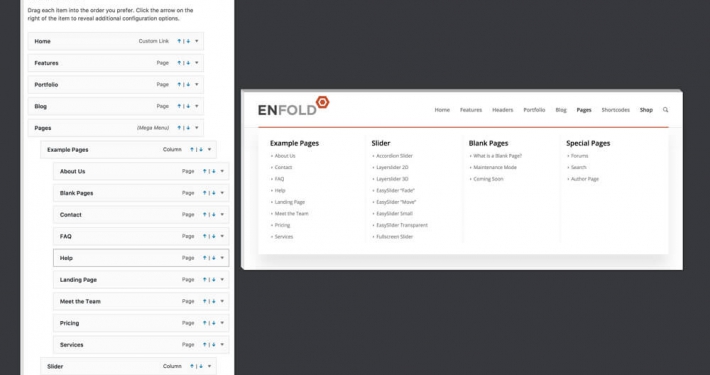 Drag each item into the order you prefer. Click the arrow on the
right of the item to reveal additional configuration options.
Home Custom Link
Features Page
Portfolio Page
Blog Page
Pages (Mega Menu)
Example Pages Column
About Us Page
Blank Pages Page
Contact Page
FAQ Page
Help Page
Landing Page Page
Meet the Team Page
Pricing Page
Services Page
Slider Column
ENFOLD
Home Features Headers Portfolio Blog Pages Shortcodes Shop
Example Pages
About Us
Contact
FAQ
Help
Landing Page
Meet the Team
Pricing
Services
Slider
Accordion Slider
Layerslider 2D
Layerslider 3D
EasySlider "Fade"
EasySlider "Move"
EasySlider Small
EasySlider Transparent
Fullscreen Slider
Blank Pages
What is a Blank Page?
Maintenance Mode
Coming Soon
Special Pages
Forums
Search
Author Page